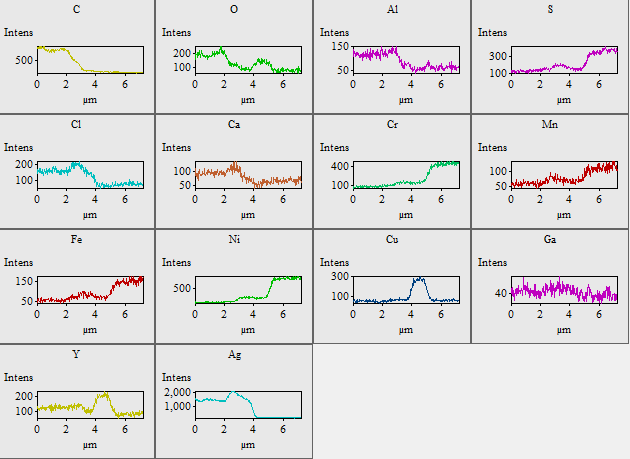 C O Al S
Intens Intens Intens Intens
500 200 100 150 50 300 100
0 2 4 6 0 2 4 6 0 2 4 6 0 2 4 6
µm µm µm µm
Cl Ca Cr Mn
Intens Intens Intens Intens
200 100 100 50 400 100 100 50
0 2 4 6 0 2 4 6 0 2 4 6 0 2 4 6
µm µm µm µm
Fe Ni Cu Ga
Intens Intens Intens Intens
150 50 500 300 100 40
0 2 4 6 0 2 4 6 0 2 4 6 0 2 4 6
µm µm µm µm
Y Ag
Intens Intens
200 100 2,000 1,000
0 2 4 6 0 2 4 6
µm µm